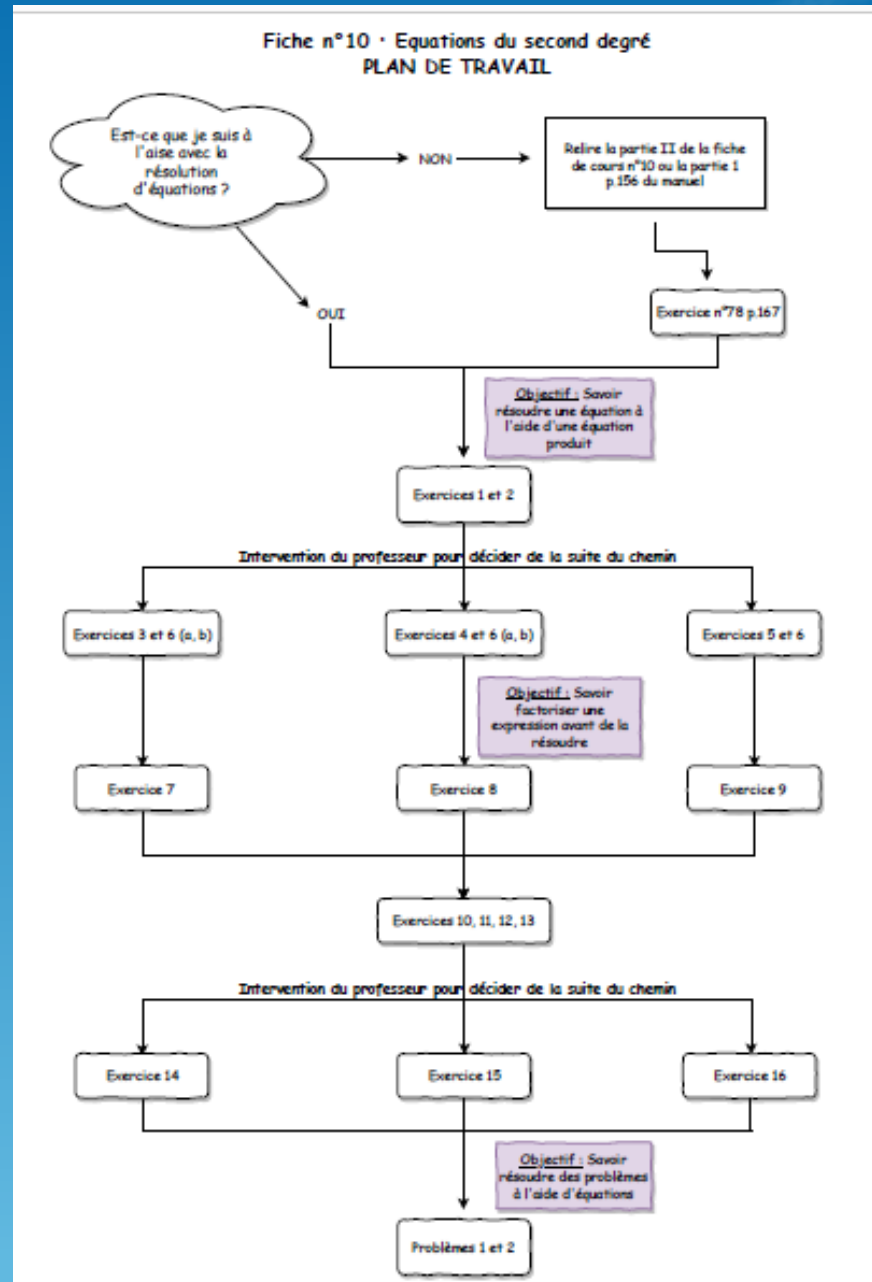 Fiche n°10 · Equations du second degré
PLAN DE TRAVAIL
Est-ce que je suis à
l'aise avec la
résolution
d'équations ?
NON
Relire la partie II de la fiche
de cours n°10 ou la partie 1
p.156 du manuel
OUI
Exercice n°78 p.167
Objectif : Savoir
résoudre une équation à
l'aide d'une équation
produit
Exercices 1 et 2
Intervention du professeur pour décider de la suite du chemin
Exercices 3 et 6 (a, b)
Exercices 4 et 6 (a, b)
Exercices 5 et 6
Objectif : Savoir
factoriser une
expression avant de la
résoudre
Exercice 7
Exercice 8
Exercice 9
Exercices 10, 11, 12, 13
Intervention du professeur pour décider de la suite du chemin
Exercice 14
Exercice 15
Exercice 16
Objectif : Savoir
résoudre des problèmes
à l'aide d'équations
Problèmes 1 et 2